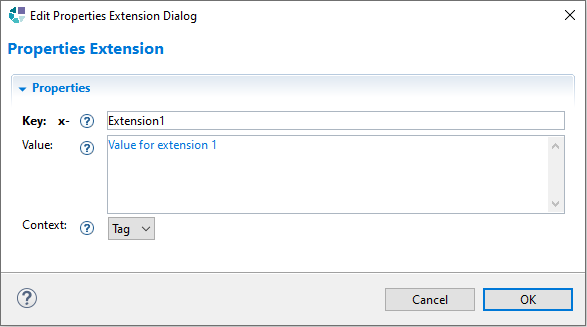 Edit Properties Extension Dialog
Properties Extension
Properties
Key: x- ? Extension1
Value: ? Value for extension 1
Context: ? Tag
? Cancel OK